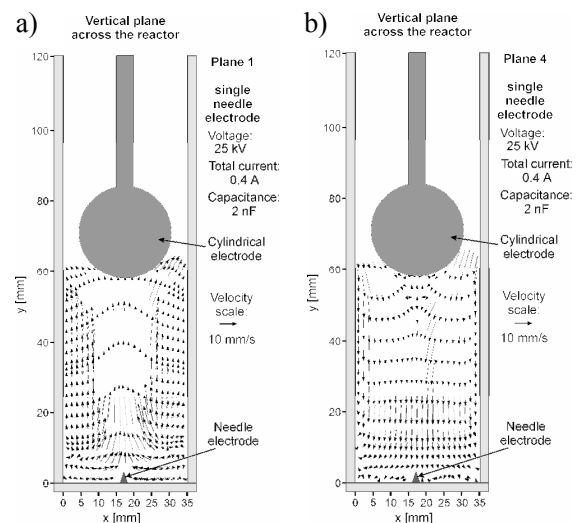 a)
Vertical plane
across the reactor
120
100
80
60
40
20
0
y [mm]
0 5 10 15 20 25 30 35
x [mm]
Plane 1
single
needle
electrode
Voltage:
25 kV
Total current:
0.4 A
Capacitance:
2 nF
Cylindrical
electrode
Velocity
scale:
10 mm/s
Needle
electrode
b)
Vertical plane
across the reactor
120
100
80
60
40
20
0
y [mm]
0 5 10 15 20 25 30 35
x [mm]
Plane 4
single
needle
electrode
Voltage:
25 kV
Total current:
0.4 A
Capacitance:
2 nF
Cylindrical
electrode
Velocity
scale:
10 mm/s
Needle
electrode